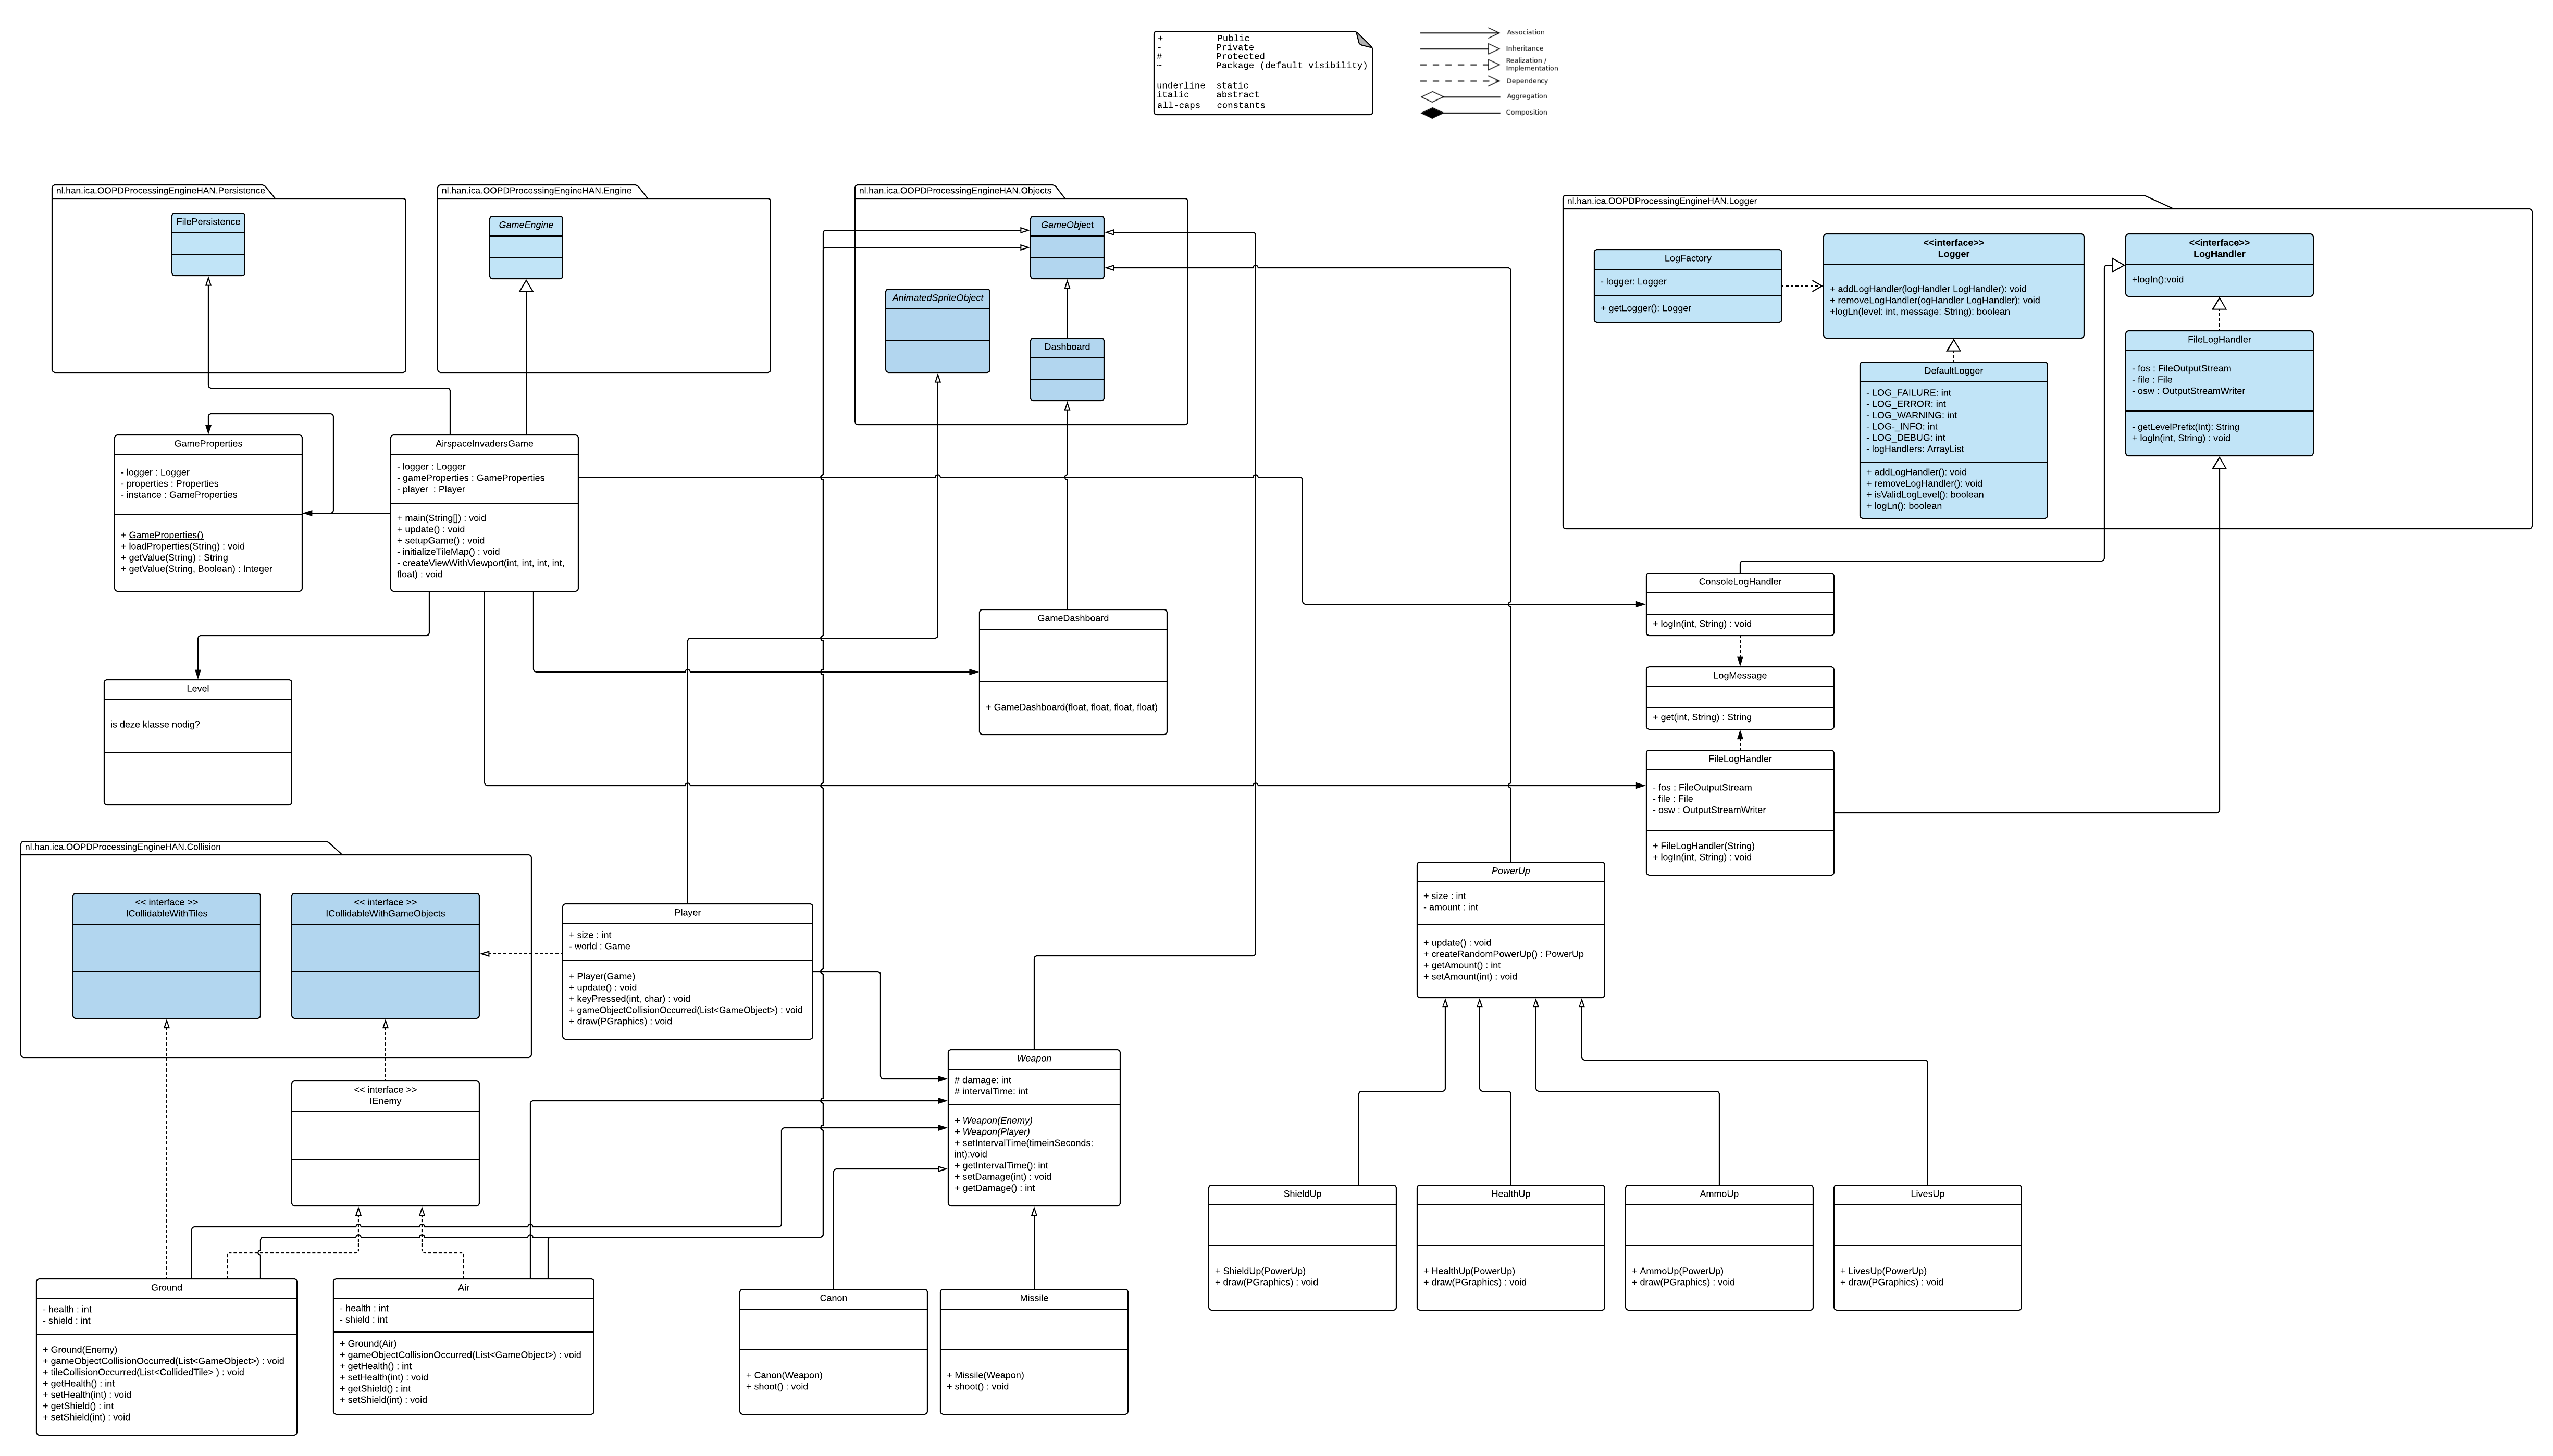 + Public
- Private
# Protected
~ Package (default visibility)
underline static
italic abstract
all-caps constants
Association
Inheritance
Realization /
Implementation
Dependency
Aggregation
Composition
nl.han.ica.OOPDProcessingEngineHAN.Persistence
FilePersistence
nl.han.ica.OOPDProcessingEngineHAN.Engine
GameEngine
nl.han.ica.OOPDProcessingEngineHAN.Objects
GameObject
AnimatedSpriteObject
Dashboard
nl.han.ica.OOPDProcessingEngineHAN.Logger
LogFactory
- logger: Logger
+ getLogger(): Logger
<<interface>>
Logger
+ addLogHandler(logHandler LogHandler): void
+ removeLogHandler(ogHandler LogHandler): void
+logLn(level: int, message: String): boolean
<<interface>>
LogHandler
+logIn():void
DefaultLogger
- LOG_FAILURE: int
- LOG_ERROR: int
- LOG_WARNING: int
- LOG-_INFO: int
- LOG_DEBUG: int
- logHandlers: ArrayList
+ addLogHandler(): void
+ removeLogHandler(): void
+ isValidLogLevel(): boolean
+ logLn(): boolean
FileLogHandler
- fos : FileOutputStream
- file : File
- osw : OutputStreamWriter
- getLevelPrefix(Int): String
+ logln(int, String) : void
GameProperties
- logger : Logger
- properties : Properties
- instance : GameProperties
+ GameProperties()
+ loadProperties(String) : void
+ getValue(String) : String
+ getValue(String, Boolean) : Integer
AirspaceInvadersGame
- logger : Logger
- gameProperties : GameProperties
- player  : Player
+ main(String[]) : void
+ update() : void
+ setupGame() : void
- initializeTileMap() : void
- createViewWithViewport(int, int, int, int,
float) : void
ConsoleLogHandler
+ logIn(int, String) : void
GameDashboard
+ GameDashboard(float, float, float, float)
LogMessage
+ get(int, String) : String
Level
is deze klasse nodig?
FileLogHandler
- fos : FileOutputStream
- file : File
- osw : OutputStreamWriter
+ FileLogHandler(String)
+ logIn(int, String) : void
nl.han.ica.OOPDProcessingEngineHAN.Collision
<< interface >>
ICollidableWithTiles
<< interface >>
ICollidableWithGameObjects
Player
+ size : int
- world : Game
+ Player(Game)
+ update() : void
+ keyPressed(int, char) : void
+ gameObjectCollisionOccurred(List<GameObject>) : void
+ draw(PGraphics) : void
PowerUp
+ size : int
- amount : int
+ update() : void
+ createRandomPowerUp() : PowerUp
+ getAmount() : int
+ setAmount(int) : void
Weapon
# damage: int
# intervalTime: int
+ Weapon(Enemy)
+ Weapon(Player)
+ setIntervalTime(timeinSeconds:
int):void
+ getIntervalTime(): int
+ setDamage(int) : void
+ getDamage() : int
<< interface >>
IEnemy
ShieldUp
+ ShieldUp(PowerUp)
+ draw(PGraphics) : void
HealthUp
+ HealthUp(PowerUp)
+ draw(PGraphics) : void
AmmoUp
+ AmmoUp(PowerUp)
+ draw(PGraphics) : void
LivesUp
+ LivesUp(PowerUp)
+ draw(PGraphics) : void
Ground
- health : int
- shield : int
+ Ground(Enemy)
+ gameObjectCollisionOccurred(List<GameObject>) : void
+ tileCollisionOccurred(List<CollidedTile> ) : void
+ getHealth() : int
+ setHealth(int) : void
+ getShield() : int
+ setShield(int) : void
Air
- health : int
- shield : int
+ Ground(Air)
+ gameObjectCollisionOccurred(List<GameObject>) : void
+ getHealth() : int
+ setHealth(int) : void
+ getShield() : int
+ setShield(int) : void
Canon
+ Canon(Weapon)
+ shoot() : void
Missile
+ Missile(Weapon)
+ shoot() : void